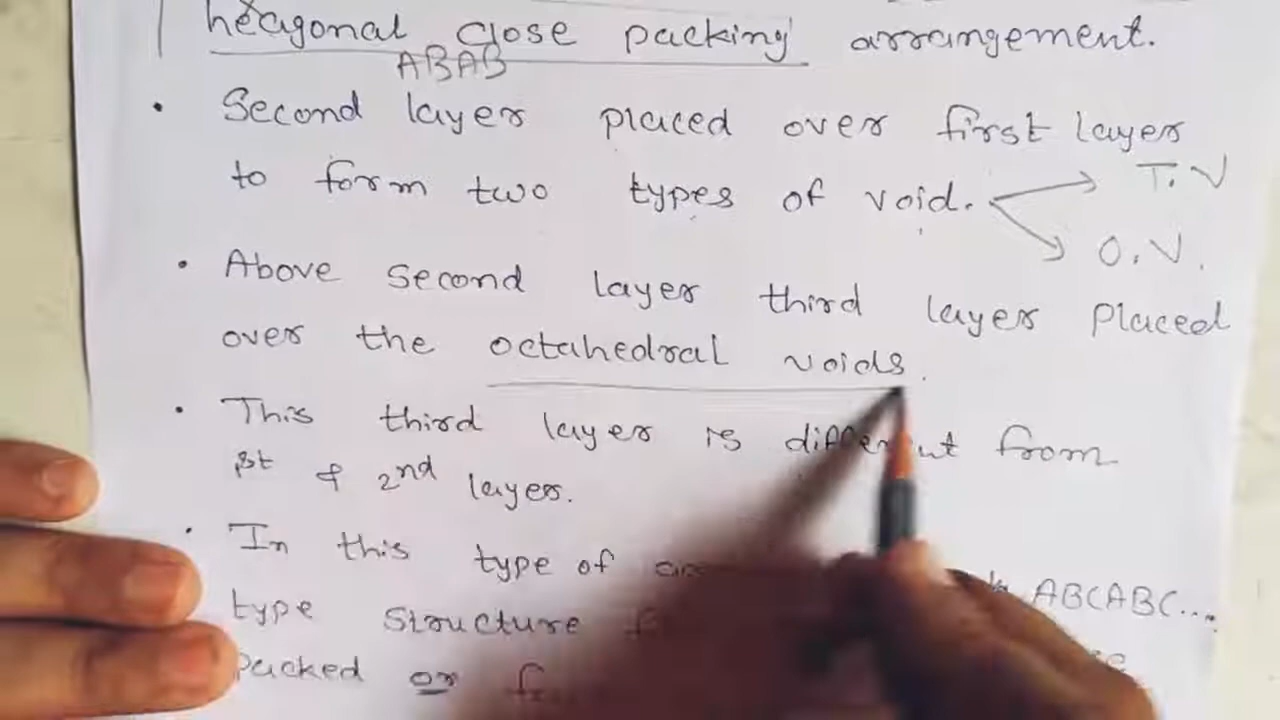 hexagonal close packing arrangement.
ABAB
• Second layer placed over first layer
to form two types of void. T.V
O.V.
• Above second layer third layer placed
over the octahedral voids.
• This third layer is different from
1st & 2nd layers.
• In this type of ABCABC....
type structure
packed or